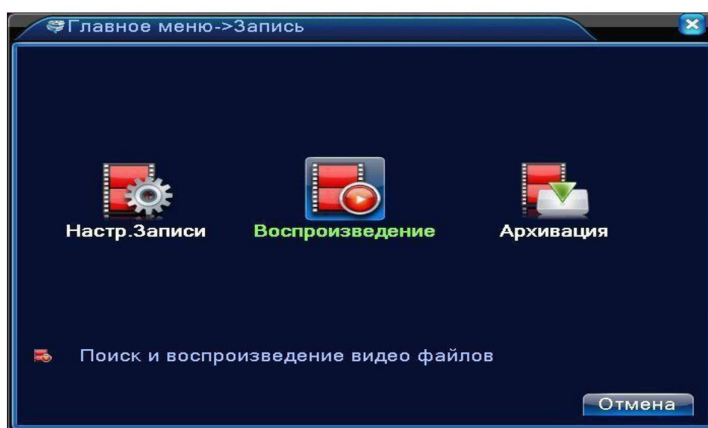 Главное меню->Запись
Настр.Записи Воспроизведение Архивация
Поиск и воспроизведение видео файлов
Отмена